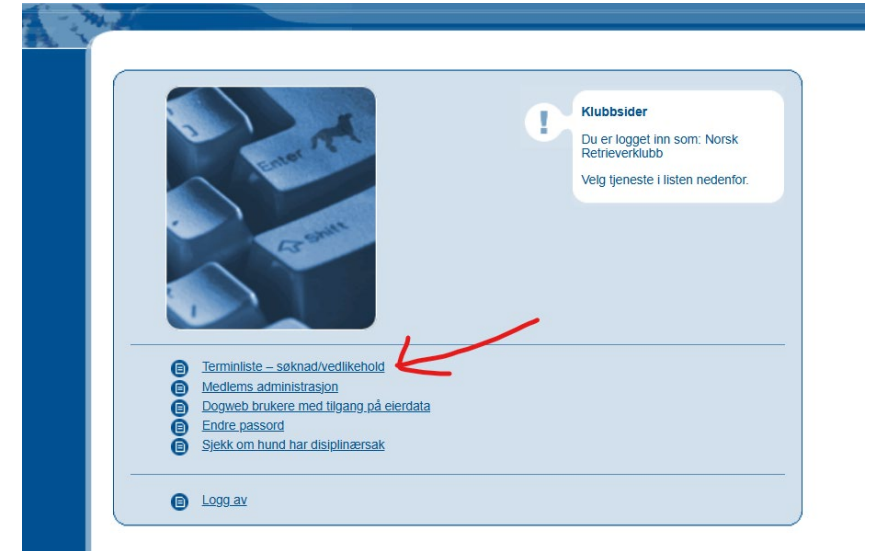 Enter
Shift
Klubbsider
Du er logget inn som: Norsk
Retrieverklubb
Velg tjeneste i listen nedenfor.
Terminliste – søknad/vedlikehold
Medlems administrasjon
Dogweb brukere med tilgang på eierdata
Endre passord
Sjekk om hund har disiplinærsak
Logg av